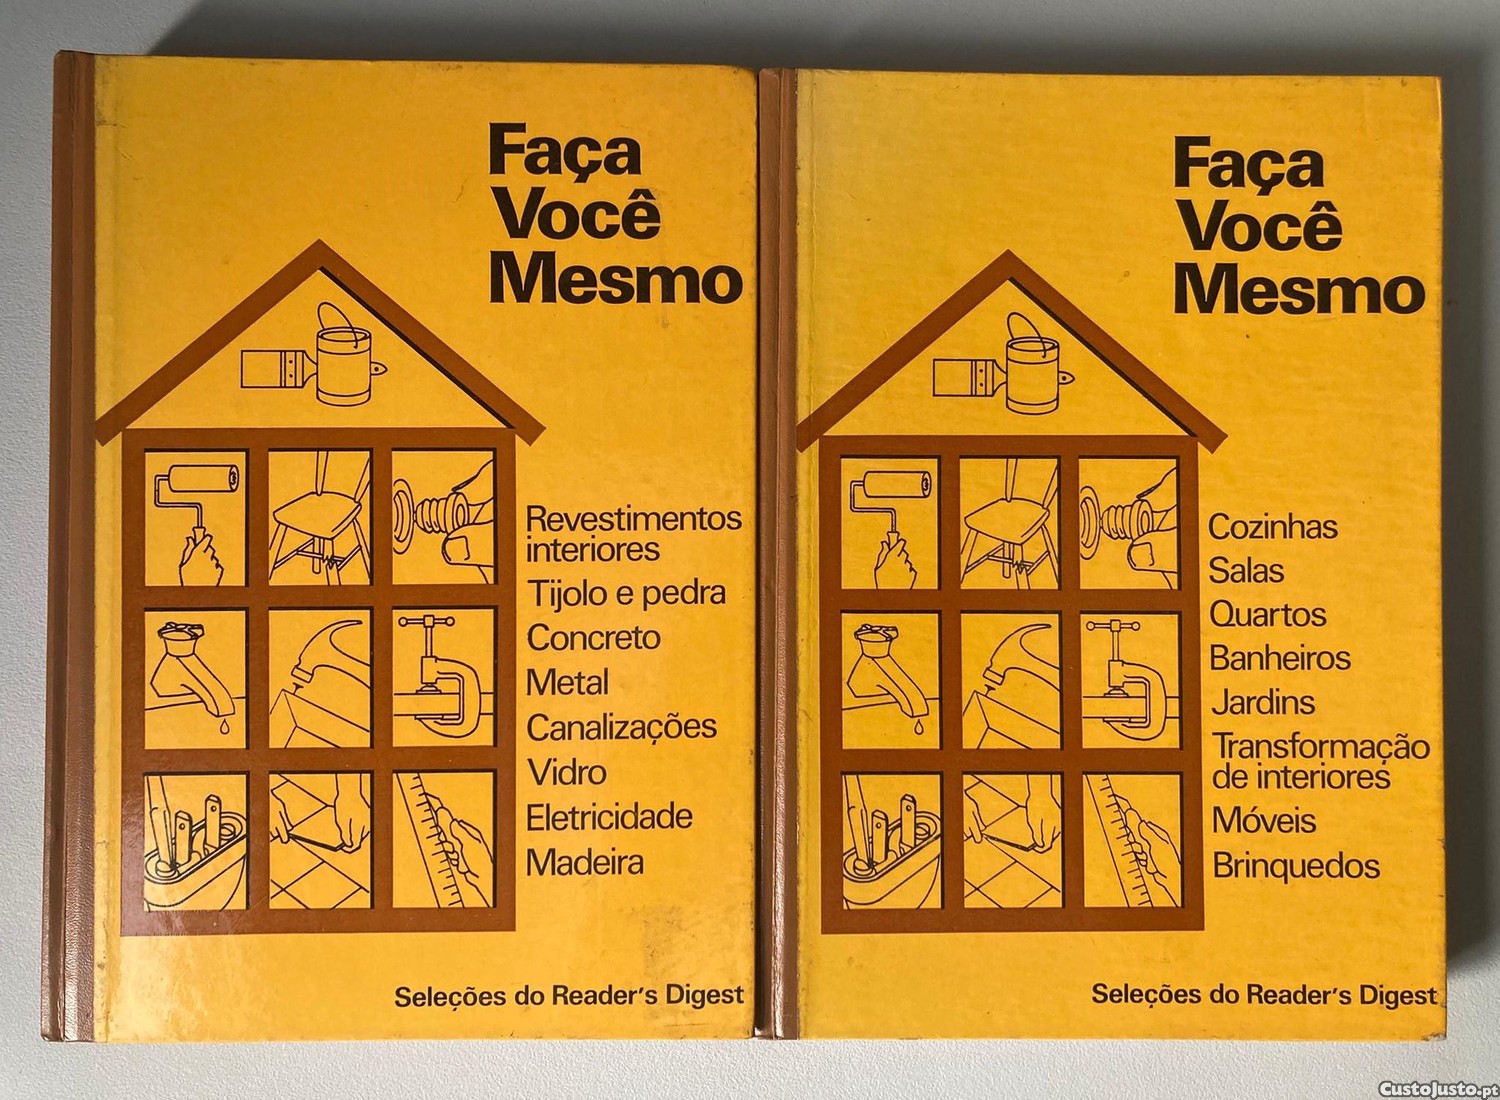 Faça
Você
Mesmo
Revestimentos
interiores
Tijolo e pedra
Concreto
Metal
Canalizações
Vidro
Eletricidade
Madeira
Seleções do Reader's Digest
Faça
Você
Mesmo
Cozinhas
Salas
Quartos
Banheiros
Jardins
Transformação
de interiores
Móveis
Brinquedos
Seleções do Reader's Digest
CustoJusto.pt